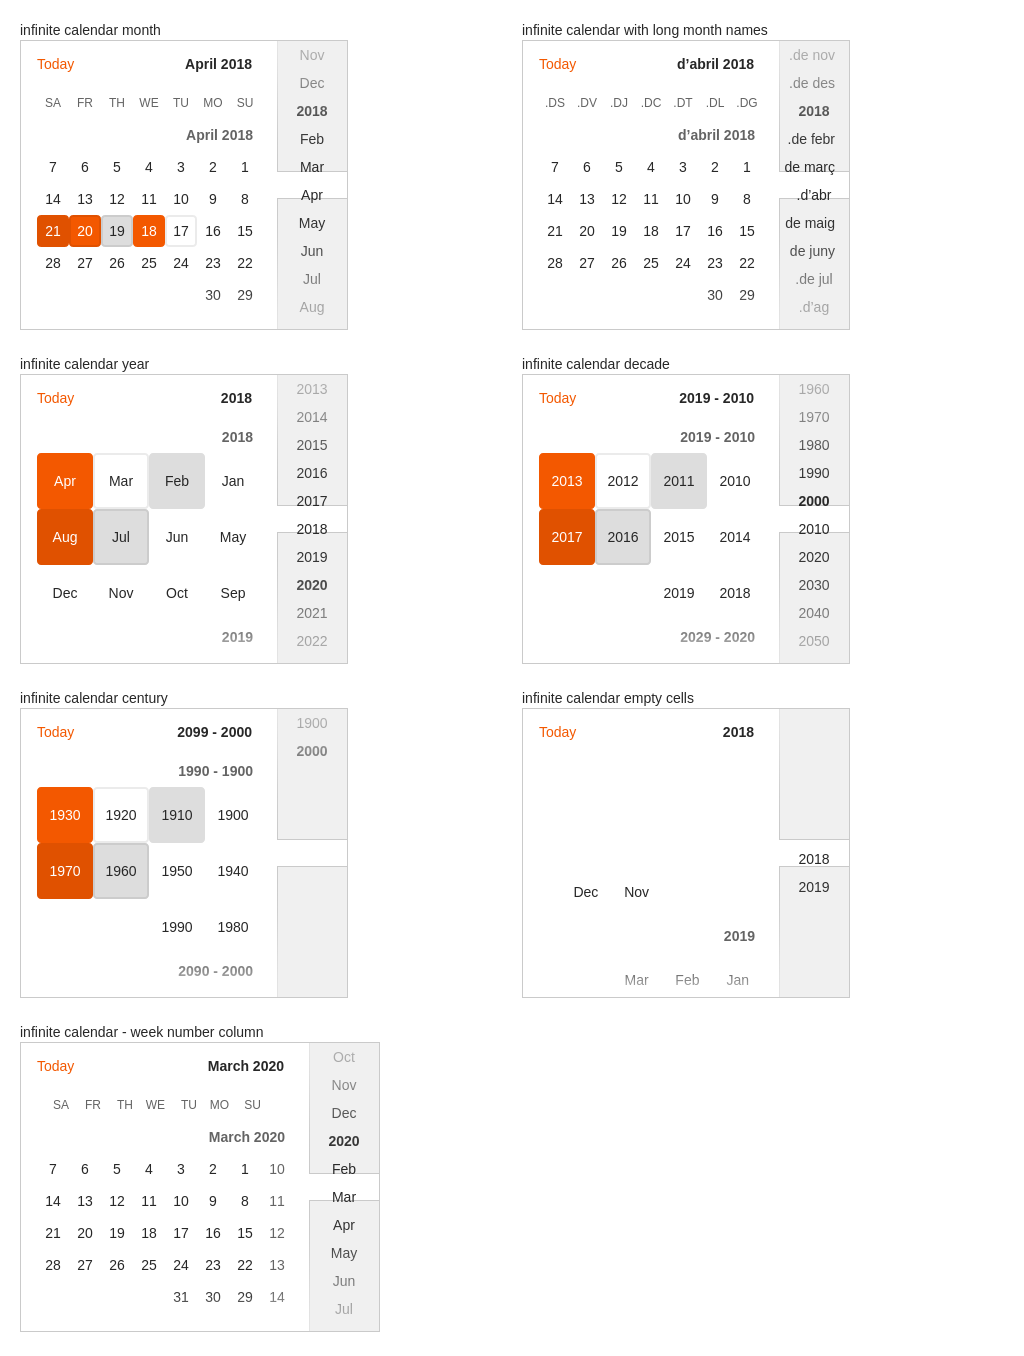 infinite calendar month
Today April 2018
SA FR TH WE TU MO SU
April 2018
7 6 5 4 3 2 1
14 13 12 11 10 9 8
21 20 19 18 17 16 15
28 27 26 25 24 23 22
30 29
Nov
Dec
2018
Feb
Mar
Apr
May
Jun
Jul
Aug
infinite calendar with long month names
Today d’abril 2018
.DS .DV .DJ .DC .DT .DL .DG
d’abril 2018
7 6 5 4 3 2 1
14 13 12 11 10 9 8
21 20 19 18 17 16 15
28 27 26 25 24 23 22
30 29
.de nov
.de des
2018
.de febr
de març
.d’abr
de maig
de juny
.de jul
.d’ag
infinite calendar year
Today 2018
2018
Apr Mar Feb Jan
Aug Jul Jun May
Dec Nov Oct Sep
2019
2013
2014
2015
2016
2017
2018
2019
2020
2021
2022
infinite calendar decade
Today 2019 - 2010
2019 - 2010
2013 2012 2011 2010
2017 2016 2015 2014
2019 2018
2029 - 2020
1960
1970
1980
1990
2000
2010
2020
2030
2040
2050
infinite calendar century
Today 2099 - 2000
1990 - 1900
1930 1920 1910 1900
1970 1960 1950 1940
1990 1980
2090 - 2000
1900
2000
infinite calendar empty cells
Today 2018
Dec Nov
2019
Mar Feb Jan
2018
2019
infinite calendar - week number column
Today March 2020
SA FR TH WE TU MO SU
March 2020
7 6 5 4 3 2 1 10
14 13 12 11 10 9 8 11
21 20 19 18 17 16 15 12
28 27 26 25 24 23 22 13
31 30 29 14
Oct
Nov
Dec
2020
Feb
Mar
Apr
May
Jun
Jul